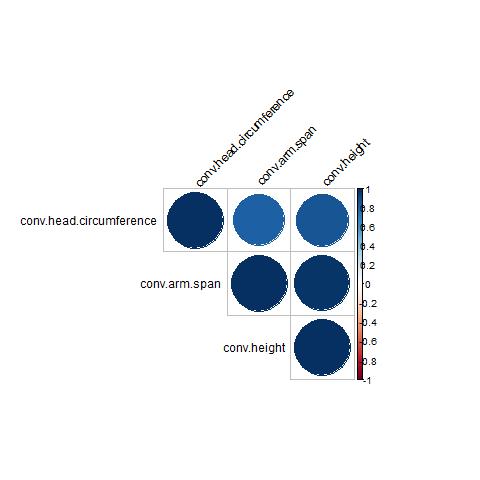 conv.head.circumference
conv.arm.span
conv.height
conv.head.circumference
conv.arm.span
conv.height
1
0.8
0.6
0.4
0.2
0
-0.2
-0.4
-0.6
-0.8
-1